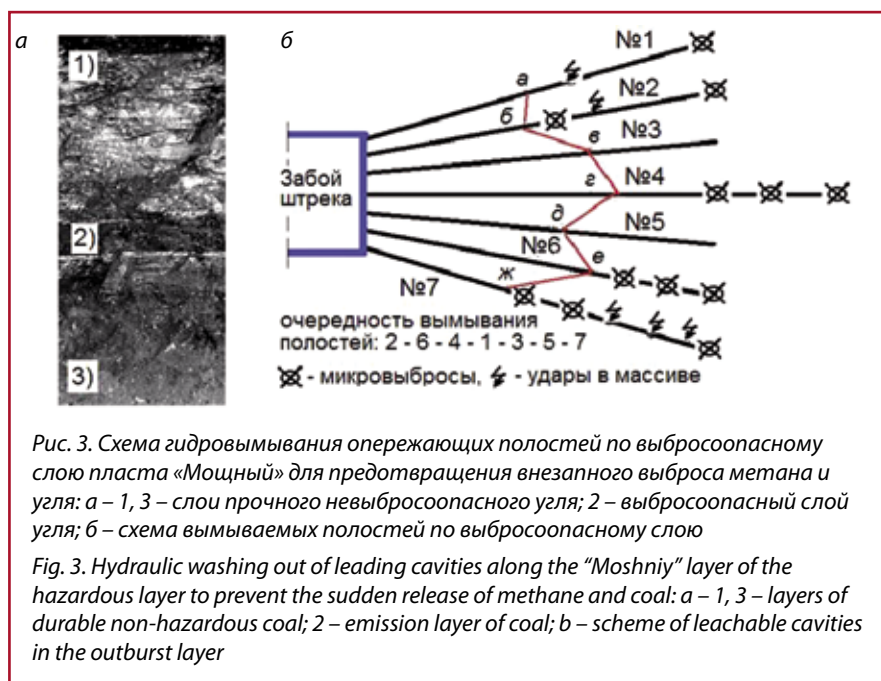 а
1)
2)
3)
б
№1
№2
№3
№4
№5
№6
№7
а
б
в
г
д
е
ж
Забой
штрека
очередность вымывания
полостей: 2 - 6 - 4 - 1 - 3 - 5 - 7
- микровыбросы, - удары в массиве
Рис. 3. Схема гидровымывания опережающих полостей по выбросоопасному
слою пласта «Мощный» для предотвращения внезапного выброса метана и
угля: а – 1, 3 – слои прочного невыбросоопасного угля; 2 – выбросоопасный слой
угля; б – схема вымываемых полостей по выбросоопасному слою
Fig. 3. Hydraulic washing out of leading cavities along the “Moshniy” layer of the
hazardous layer to prevent the sudden release of methane and coal: a – 1, 3 – layers of
durable non-hazardous coal; 2 – emission layer of coal; b – scheme of leachable cavities
in the outburst layer